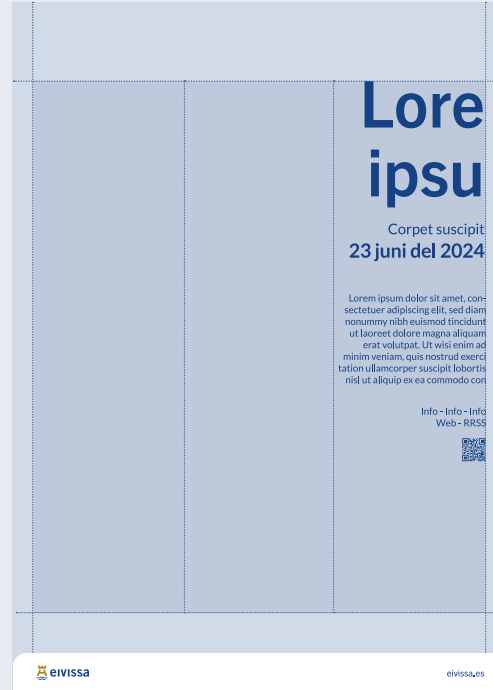 Lore
ipsu
Corpet suscipit
23 juni del 2024
Lorem ipsum dolor sit amet, con-
sectetuer adipiscing elit, sed diam
nonummy nibh euismod tincidunt
ut laoreet dolore magna aliquam
erat volutpat. Ut wisi enim ad
minim veniam, quis nostrud exerci
tation ullamcorper suscipit lobortis
nisl ut aliquip ex ea commodo con
Info - Info - Info
Web - RRSS
eivissa
eivissa.es